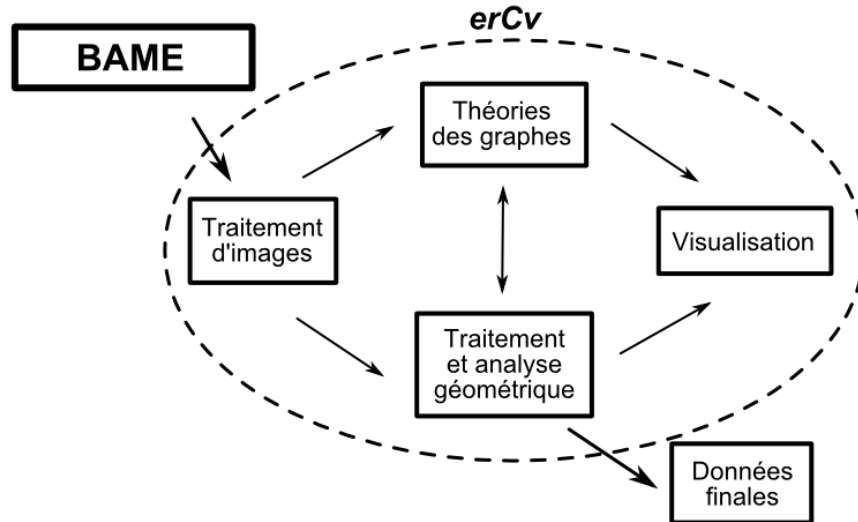 erCv
BAME
Théories
des graphes
Traitement
d'images
Visualisation
Traitement
et analyse
géométrique
Données
finales